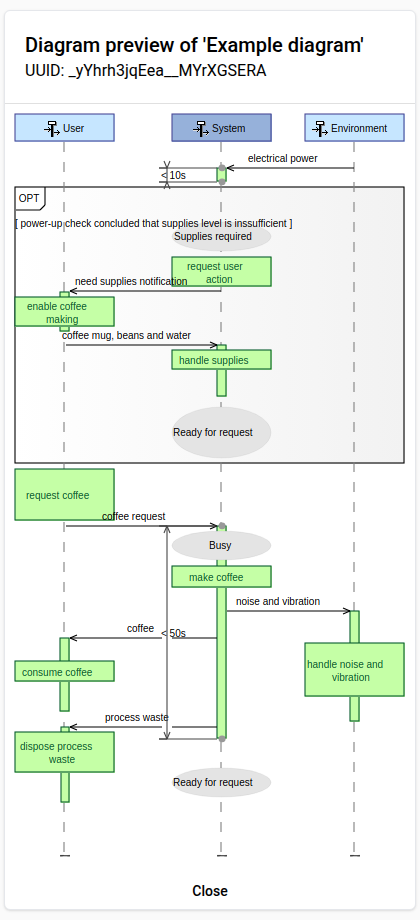 Diagram preview of 'Example diagram'
UUID: _yYhrh3jqEea__MYrXGSERA
User
System
Environment
electrical power
< 10s
OPT
[ power-up check concluded that supplies level is inssufficient ]
Supplies required
request user
action
need supplies notification
enable coffee
making
coffee mug, beans and water
handle supplies
Ready for request
request coffee
coffee request
Busy
make coffee
noise and vibration
coffee
< 50s
handle noise and
vibration
consume coffee
process waste
dispose process
waste
Ready for request
Close